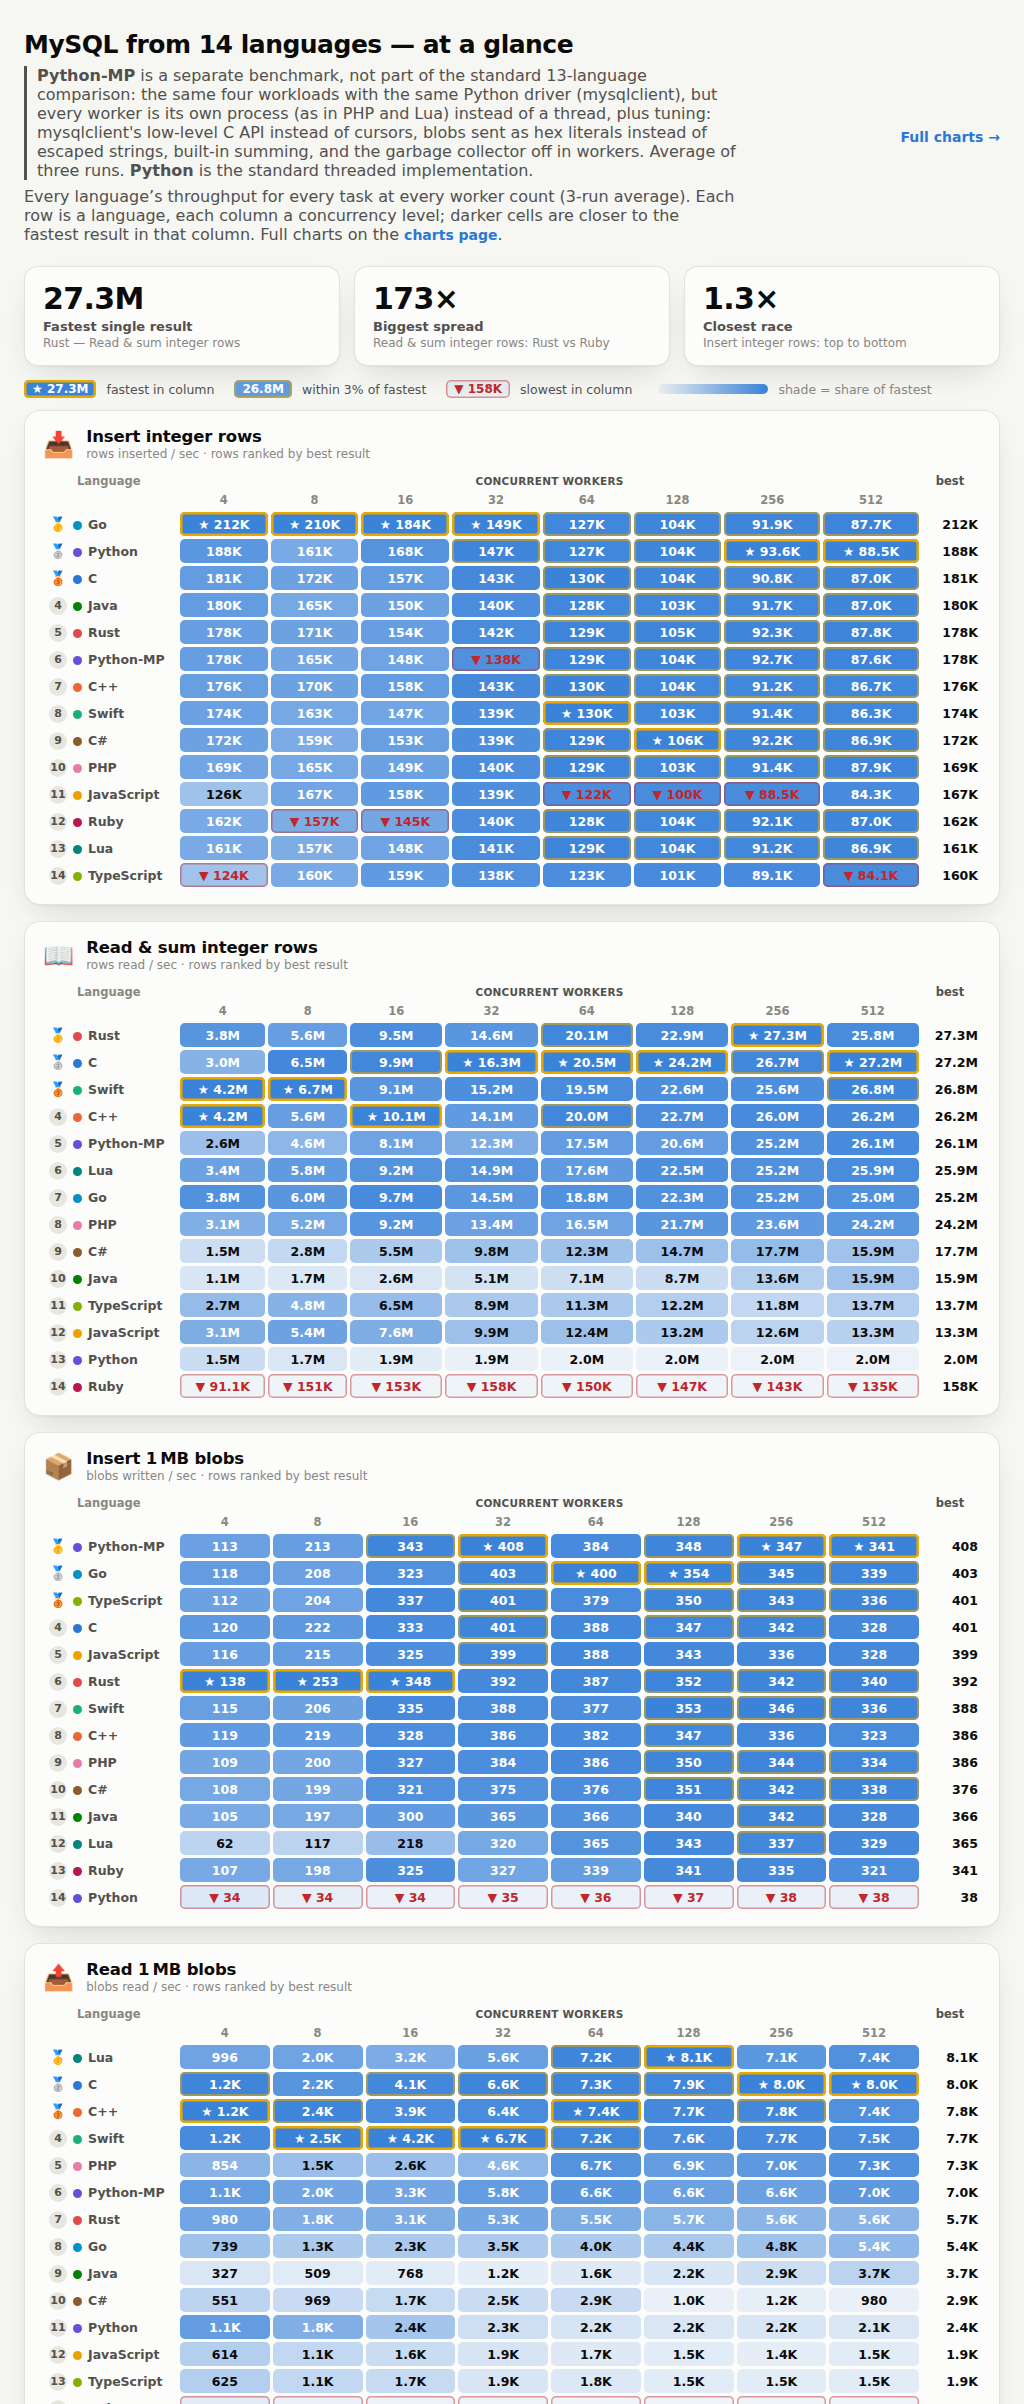 MySQL from 14 languages — at a glance
Python-MP is a separate benchmark, not part of the standard 13-language
comparison: the same four workloads with the same Python driver (mysqlclient), but
every worker is its own process (as in PHP and Lua) instead of a thread, plus tuning:
mysqlclient's low-level C API instead of cursors, blobs sent as hex literals instead of
escaped strings, built-in summing, and the garbage collector off in workers. Average of
three runs. Python is the standard threaded implementation.
Full charts →
Every language’s throughput for every task at every worker count (3-run average). Each
row is a language, each column a concurrency level; darker cells are closer to the
fastest result in that column. Full charts on the charts page.
27.3M 173× 1.3×
Fastest single result Biggest spread Closest race
Rust — Read & sum integer rows Read & sum integer rows: Rust vs Ruby Insert integer rows: top to bottom
★ 27.3M fastest in column 26.8M within 3% of fastest ▼ 158K slowest in column shade = share of fastest
Insert integer rows
rows inserted / sec · rows ranked by best result
Language CONCURRENT WORKERS best
4 8 16 32 64 128 256 512
Go ★ 212K ★ 210K ★ 184K ★ 149K 127K 104K 91.9K 87.7K 212K
Python 188K 161K 168K 147K 127K 104K ★ 93.6K ★ 88.5K 188K
C 181K 172K 157K 143K 130K 104K 90.8K 87.0K 181K
4 Java 180K 165K 150K 140K 128K 103K 91.7K 87.0K 180K
5 Rust 178K 171K 154K 142K 129K 105K 92.3K 87.8K 178K
6 Python-MP 178K 165K 148K ▼ 138K 129K 104K 92.7K 87.6K 178K
7 C++ 176K 170K 158K 143K 130K 104K 91.2K 86.7K 176K
8 Swift 174K 163K 147K 139K ★ 130K 103K 91.4K 86.3K 174K
9 C# 172K 159K 153K 139K 129K ★ 106K 92.2K 86.9K 172K
10 PHP 169K 165K 149K 140K 129K 103K 91.4K 87.9K 169K
11 JavaScript 126K 167K 158K 139K ▼ 122K ▼ 100K ▼ 88.5K 84.3K 167K
12 Ruby 162K ▼ 157K ▼ 145K 140K 128K 104K 92.1K 87.0K 162K
13 Lua 161K 157K 148K 141K 129K 104K 91.2K 86.9K 161K
14 TypeScript ▼ 124K 160K 159K 138K 123K 101K 89.1K ▼ 84.1K 160K
Read & sum integer rows
rows read / sec · rows ranked by best result
Language CONCURRENT WORKERS best
4 8 16 32 64 128 256 512
Rust 3.8M 5.6M 9.5M 14.6M 20.1M 22.9M ★ 27.3M 25.8M 27.3M
C 3.0M 6.5M 9.9M ★ 16.3M ★ 20.5M ★ 24.2M 26.7M ★ 27.2M 27.2M
Swift ★ 4.2M ★ 6.7M 9.1M 15.2M 19.5M 22.6M 25.6M 26.8M 26.8M
4 C++ ★ 4.2M 5.6M ★ 10.1M 14.1M 20.0M 22.7M 26.0M 26.2M 26.2M
5 Python-MP 2.6M 4.6M 8.1M 12.3M 17.5M 20.6M 25.2M 26.1M 26.1M
6 Lua 3.4M 5.8M 9.2M 14.9M 17.6M 22.5M 25.2M 25.9M 25.9M
7 Go 3.8M 6.0M 9.7M 14.5M 18.8M 22.3M 25.2M 25.0M 25.2M
8 PHP 3.1M 5.2M 9.2M 13.4M 16.5M 21.7M 23.6M 24.2M 24.2M
9 C# 1.5M 2.8M 5.5M 9.8M 12.3M 14.7M 17.7M 15.9M 17.7M
10 Java 1.1M 1.7M 2.6M 5.1M 7.1M 8.7M 13.6M 15.9M 15.9M
11 TypeScript 2.7M 4.8M 6.5M 8.9M 11.3M 12.2M 11.8M 13.7M 13.7M
12 JavaScript 3.1M 5.4M 7.6M 9.9M 12.4M 13.2M 12.6M 13.3M 13.3M
13 Python 1.5M 1.7M 1.9M 1.9M 2.0M 2.0M 2.0M 2.0M 2.0M
14 Ruby ▼ 91.1K ▼ 151K ▼ 153K ▼ 158K ▼ 150K ▼ 147K ▼ 143K ▼ 135K 158K
Insert 1 MB blobs
blobs written / sec · rows ranked by best result
Language CONCURRENT WORKERS best
4 8 16 32 64 128 256 512
Python-MP 113 213 343 ★ 408 384 348 ★ 347 ★ 341 408
Go 118 208 323 403 ★ 400 ★ 354 345 339 403
TypeScript 112 204 337 401 379 350 343 336 401
4 C 120 222 333 401 388 347 342 328 401
5 JavaScript 116 215 325 399 388 343 336 328 399
6 Rust ★ 138 ★ 253 ★ 348 392 387 352 342 340 392
7 Swift 115 206 335 388 377 353 346 336 388
8 C++ 119 219 328 386 382 347 336 323 386
9 PHP 109 200 327 384 386 350 344 334 386
10 C# 108 199 321 375 376 351 342 338 376
11 Java 105 197 300 365 366 340 342 328 366
12 Lua 62 117 218 320 365 343 337 329 365
13 Ruby 107 198 325 327 339 341 335 321 341
14 Python ▼ 34 ▼ 34 ▼ 34 ▼ 35 ▼ 36 ▼ 37 ▼ 38 ▼ 38 38
Read 1 MB blobs
blobs read / sec · rows ranked by best result
Language CONCURRENT WORKERS best
4 8 16 32 64 128 256 512
Lua 996 2.0K 3.2K 5.6K 7.2K ★ 8.1K 7.1K 7.4K 8.1K
C 1.2K 2.2K 4.1K 6.6K 7.3K 7.9K ★ 8.0K ★ 8.0K 8.0K
C++ ★ 1.2K 2.4K 3.9K 6.4K ★ 7.4K 7.7K 7.8K 7.4K 7.8K
4 Swift 1.2K ★ 2.5K ★ 4.2K ★ 6.7K 7.2K 7.6K 7.7K 7.5K 7.7K
5 PHP 854 1.5K 2.6K 4.6K 6.7K 6.9K 7.0K 7.3K 7.3K
6 Python-MP 1.1K 2.0K 3.3K 5.8K 6.6K 6.6K 6.6K 7.0K 7.0K
7 Rust 980 1.8K 3.1K 5.3K 5.5K 5.7K 5.6K 5.6K 5.7K
8 Go 739 1.3K 2.3K 3.5K 4.0K 4.4K 4.8K 5.4K 5.4K
9 Java 327 509 768 1.2K 1.6K 2.2K 2.9K 3.7K 3.7K
10 C# 551 969 1.7K 2.5K 2.9K 1.0K 1.2K 980 2.9K
11 Python 1.1K 1.8K 2.4K 2.3K 2.2K 2.2K 2.2K 2.1K 2.4K
12 JavaScript 614 1.1K 1.6K 1.9K 1.7K 1.5K 1.4K 1.5K 1.9K
13 TypeScript 625 1.1K 1.7K 1.9K 1.8K 1.5K 1.5K 1.5K 1.9K